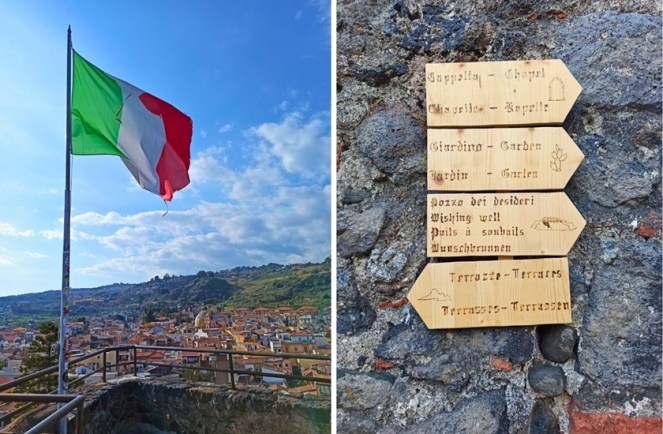 Cappella - Chapel
Chapelle - Kapelle
Giardino - Garden
Jardin - Garten
Pozzo dei desideri
Wishing well
Puits à souhaits
Wunschbrunnen
Terrazze - Terraces
Terrasses - Terrassen